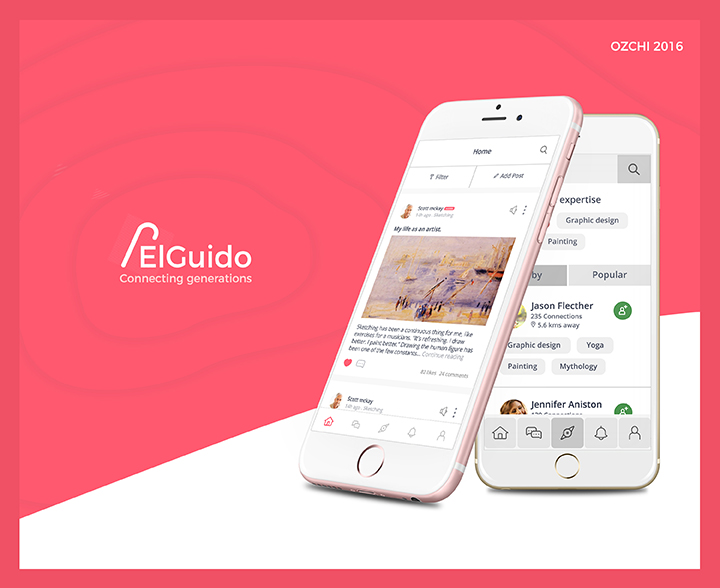 OZCHI 2016
ElGuido
Connecting generations
Home
Filter
Add Post
Scott mckay
ago . Sketching
My life as an artist.
Sketching has been a continuous thing for me, like
exercises for a musicians. "It's refreshing. I draw
better. I paint better." Drawing the human figure has
been one of the few constants... Continue reading
82 likes 24 comments
Scott mckay
ago . Sketching
expertise
Graphic design
Painting
by
Popular
Jason Flecther
235 Connections
5.6 kms away
Graphic design
Yoga
Painting
Mythology
Jennifer Aniston
Connections